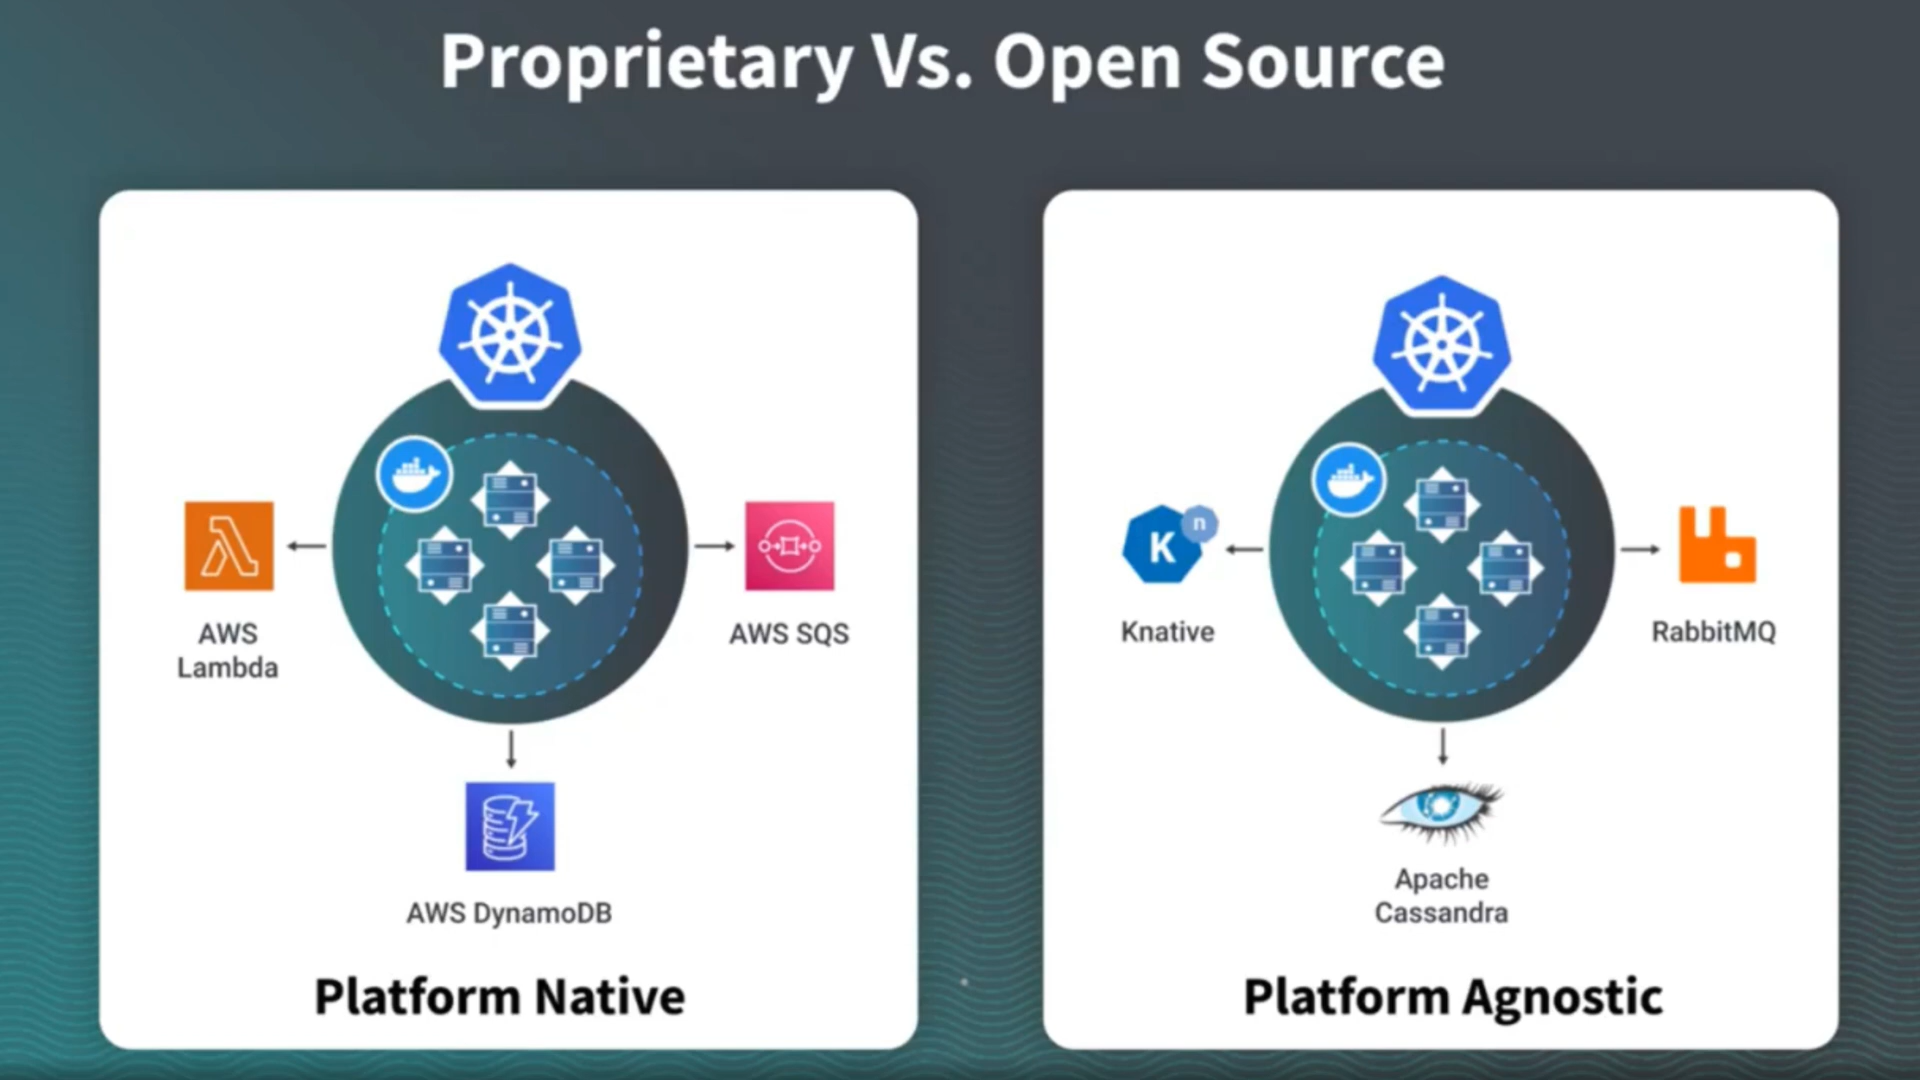 Proprietary Vs. Open Source
AWS
Lambda
AWS SQS
AWS DynamoDB
Platform Native
K
n
Knative
RabbitMQ
Apache
Cassandra
Platform Agnostic